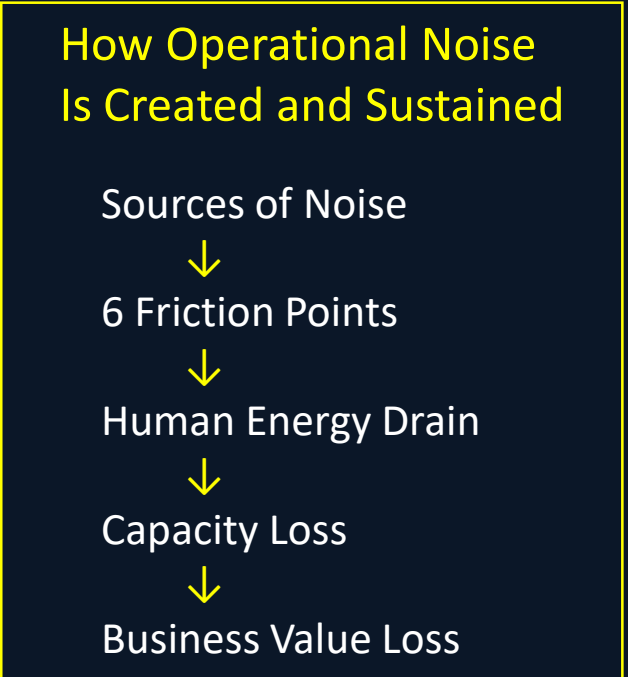 How Operational Noise
Is Created and Sustained
Sources of Noise
↓
6 Friction Points
↓
Human Energy Drain
↓
Capacity Loss
↓
Business Value Loss